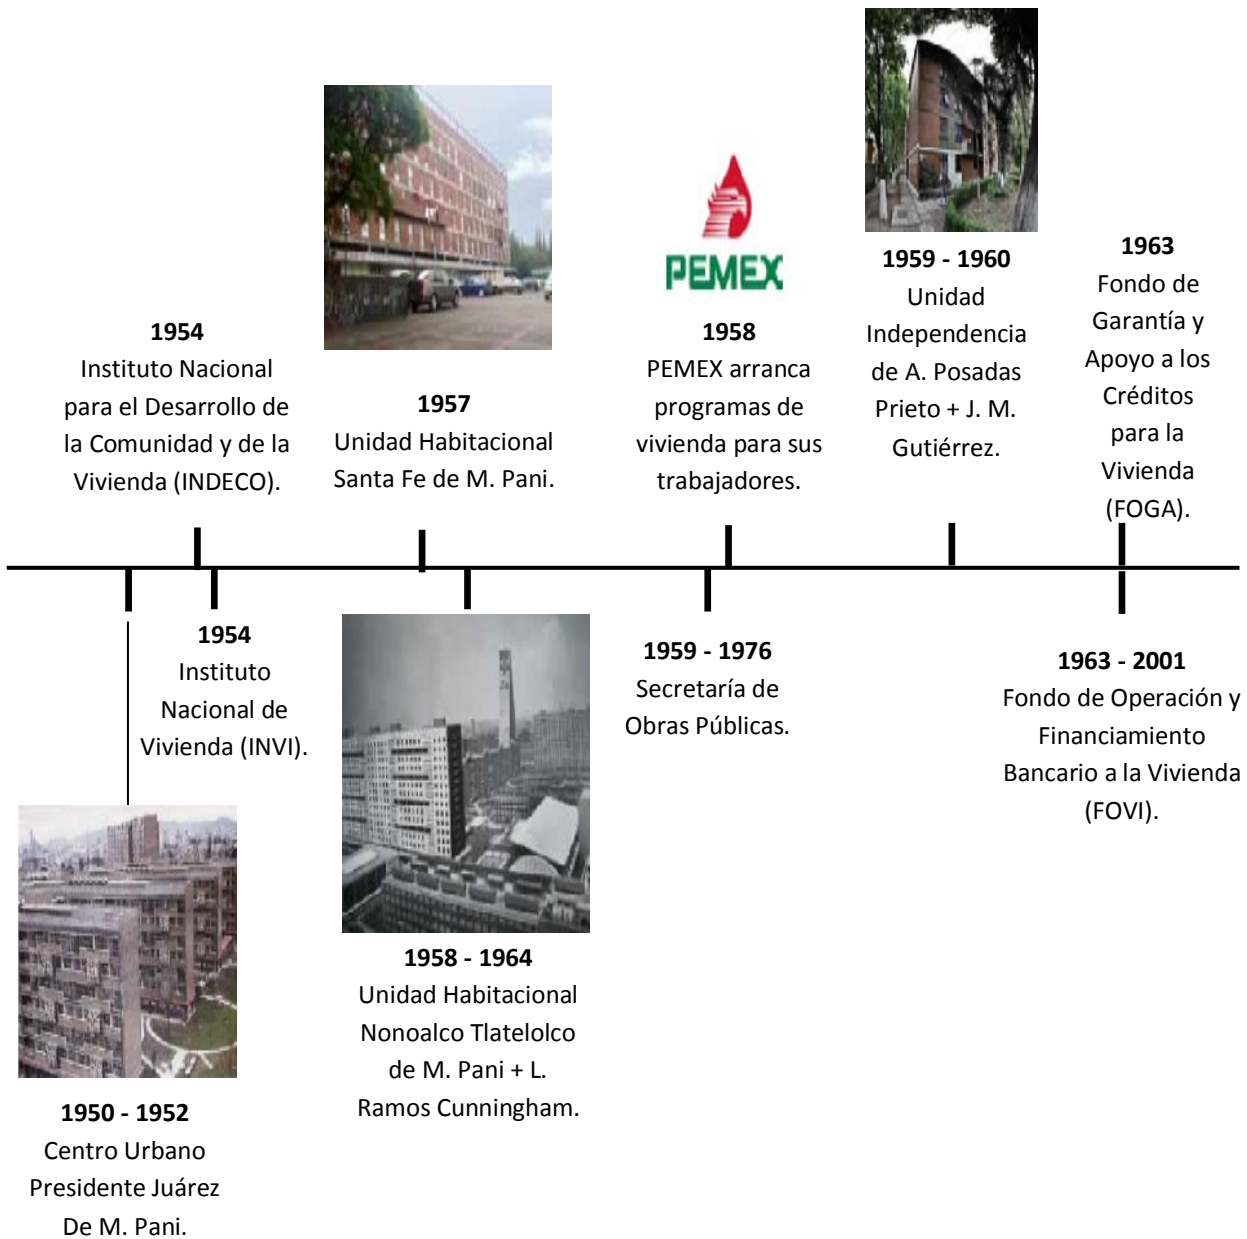 PEMEX
1959 - 1960
Unidad
Independencia
de A. Posadas
Prieto + J. M.
Gutiérrez.
1963
Fondo de
Garantía y
Apoyo a los
Créditos
para la
Vivienda
(FOGA).
1954
Instituto Nacional
para el Desarrollo de
la Comunidad y de la
Vivienda (INDECO).
1957
Unidad Habitacional
Santa Fe de M. Pani.
1958
PEMEX arranca
programas de
vivienda para sus
trabajadores.
1954
Instituto
Nacional de
Vivienda (INVI).
1959 - 1976
Secretaría de
Obras Públicas.
1963 - 2001
Fondo de Operación y
Financiamiento
Bancario a la Vivienda
(FOVI).
1958 - 1964
Unidad Habitacional
Nonoalco Tlatelolco
de M. Pani + L.
Ramos Cunningham.
1950 - 1952
Centro Urbano
Presidente Juárez
De M. Pani.